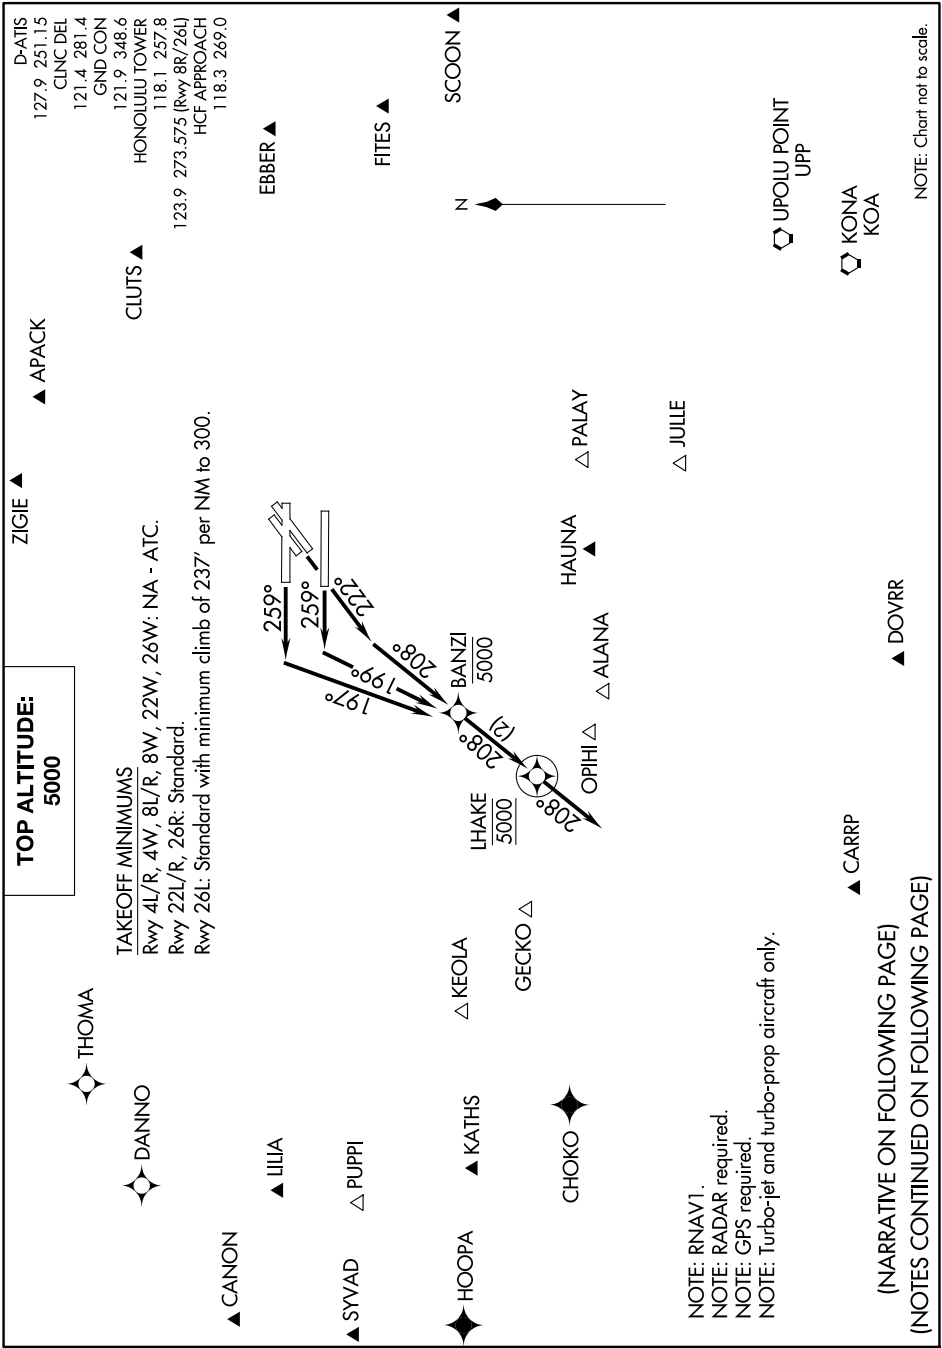 TOP ALTITUDE:
5000
D-ATIS
127.9 251.15
CLNC DEL
121.4 281.4
GND CON
121.9 348.6
HONOLULU TOWER
118.1 257.8
123.9 273.575 (Rwy 8R/26L)
HCF APPROACH
118.3 269.0
TAKEOFF MINIMUMS
Rwy 4L/R, 4W, 8L/R, 8W, 22W, 26W: NA - ATC.
Rwy 22L/R, 26R: Standard.
Rwy 26L: Standard with minimum climb of 237' per NM to 300.
ZIGIE
APACK
THOMA
DANNO
CLUTS
EBBER
FITES
SCOON
N
CANON
LILIA
PUPPI
SYVAD
259°
259°
222°
197°
199°
208°
BANZI
5000
208°
(2)
LHAKE
5000
208°
KEOLA
GECKO
KATHS
HOOPA
CHOKO
OPIHI
ALANA
HAUNA
PALAY
JULLE
UPOLU POINT
UPP
KONA
KOA
CARRP
DOVRR
NOTE: RNAV1.
NOTE: RADAR required.
NOTE: GPS required.
NOTE: Turbo-jet and turbo-prop aircraft only.
(NARRATIVE ON FOLLOWING PAGE)
(NOTES CONTINUED ON FOLLOWING PAGE)
NOTE: Chart not to scale.